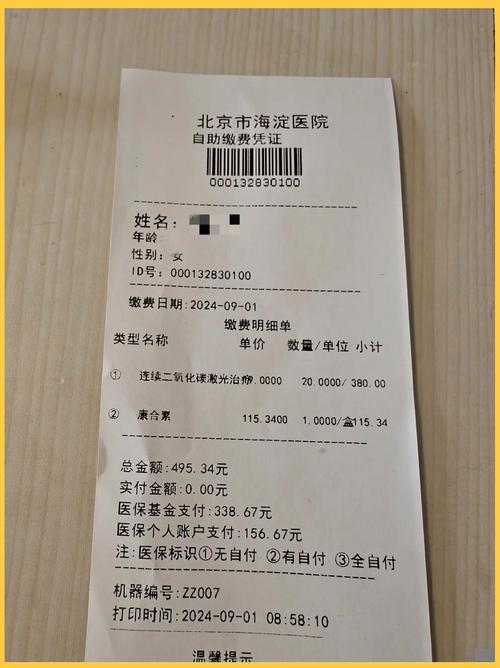 北京市海淀医院
自助缴费凭证
000132830100
姓名:
年龄
性别: 女
ID号: 000132830100
缴费日期:2024-09-01
缴费明细单
类型名称 单价 数量/单位 小计
① 连续二氧化碳激光治疗.0000 20.0000/ 380.00
② 康合素 115.3400 1.0000/盒115.34
总金额:495.34元
实付金额:0.00元
医保基金支付:338.67元
医保个人账户支付:156.67元
注:医保标识①无自付 ②有自付 ③全自付
机器编号:ZZ007
打印时间:2024-09-01 08:58:10
温馨提示